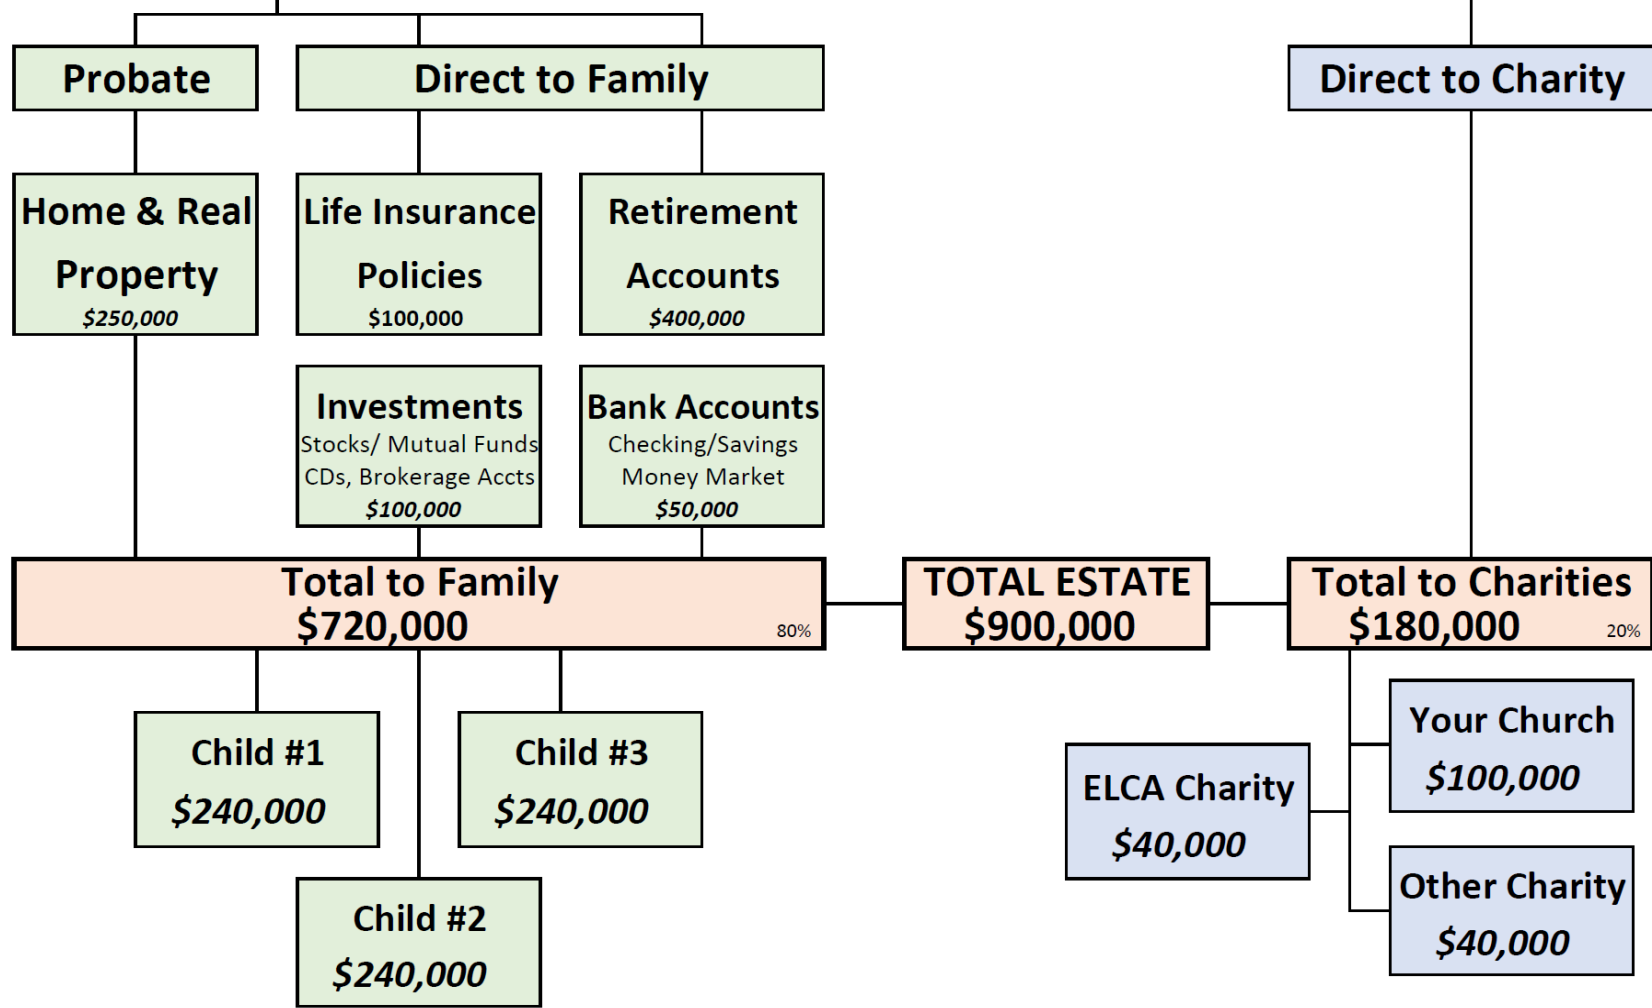 Probate
Direct to Family
Direct to Charity
Home & Real
Property
$250,000
Life Insurance
Policies
$100,000
Retirement
Accounts
$400,000
Investments
Stocks/ Mutual Funds
CDs, Brokerage Accts
$100,000
Bank Accounts
Checking/Savings
Money Market
$50,000
Total to Family
$720,000
80%
TOTAL ESTATE
$900,000
Total to Charities
$180,000
20%
Child #1
$240,000
Child #3
$240,000
Child #2
$240,000
ELCA Charity
$40,000
Your Church
$100,000
Other Charity
$40,000